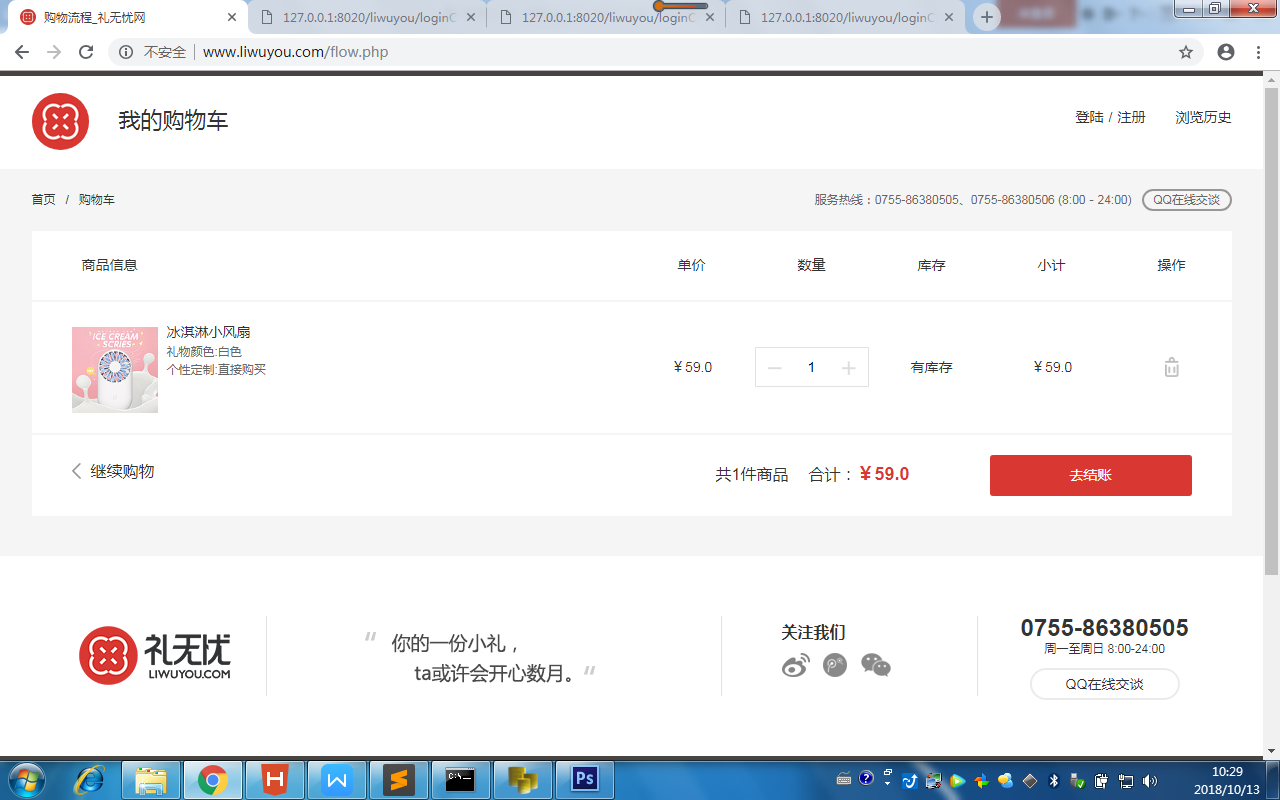 购物流程_礼无忧网
127.0.0.1:8020/liwuyou/login
127.0.0.1:8020/liwuyou/login
127.0.0.1:8020/liwuyou/login
不安全 www.liwuyou.com/flow.php
我的购物车
登陆 / 注册 浏览历史
首页 / 购物车
服务热线：0755-86380505、0755-86380506 (8:00 - 24:00) QQ在线交谈
商品信息 单价 数量 库存 小计 操作
ICE CREAM
SCRIES
冰淇淋小风扇
礼物颜色:白色
个性定制:直接购买
￥59.0 1 有库存 ￥59.0
继续购物 共1件商品 合计：￥59.0 去结账
礼无忧
LIWUYOU.COM
“ 你的一份小礼，
ta或许会开心数月。”
关注我们
0755-86380505
周一至周日 8:00-24:00
QQ在线交谈
C:\_
Ps
10:29
2018/10/13